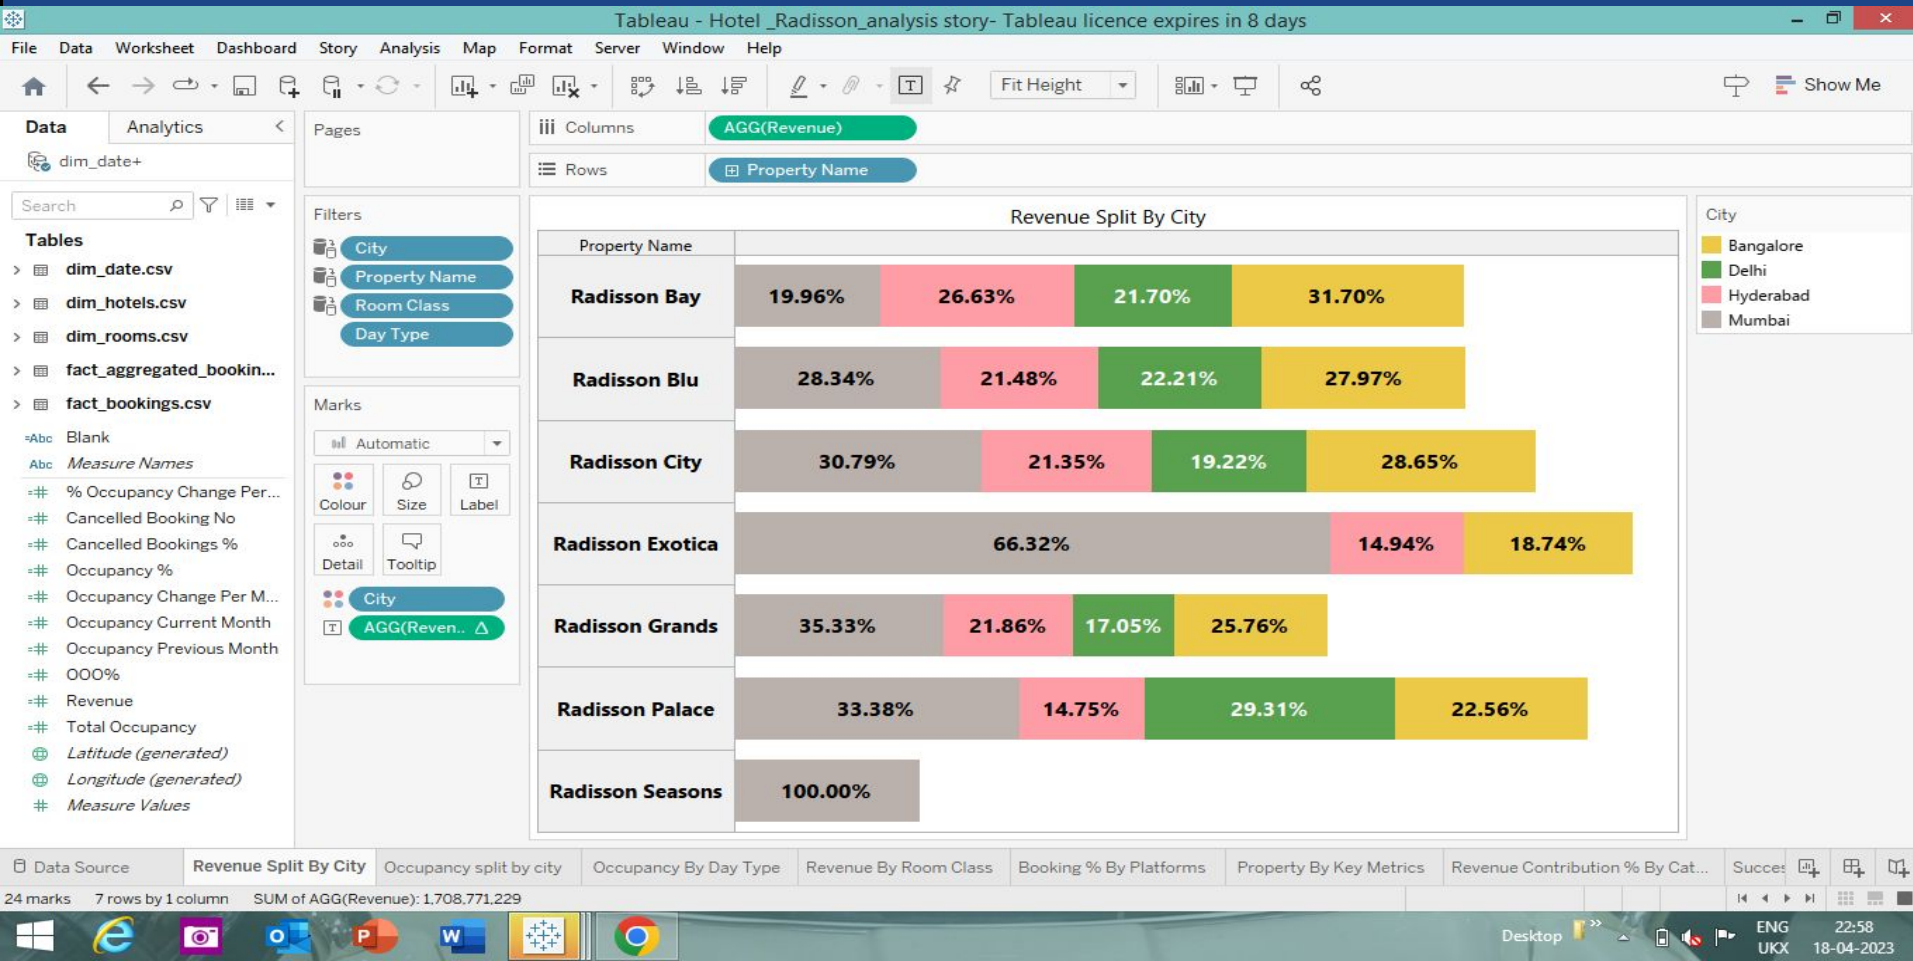 Tableau - Hotel _Radisson_analysis story- Tableau licence expires in 8 days
File Data Worksheet Dashboard Story Analysis Map Format Server Window Help
Fit Height
Show Me
Data Analytics
dim_date+
Search
Tables
dim_date.csv
dim_hotels.csv
dim_rooms.csv
fact_aggregated_bookin...
fact_bookings.csv
Abc Blank
Abc Measure Names
% Occupancy Change Per...
Cancelled Booking No
Cancelled Bookings %
Occupancy %
Occupancy Change Per M...
Occupancy Current Month
Occupancy Previous Month
OOO%
Revenue
Total Occupancy
Latitude (generated)
Longitude (generated)
Measure Values
Pages
Filters
City
Property Name
Room Class
Day Type
Marks
Automatic
Colour Size Label
Detail Tooltip
City
AGG(Reven..
Columns AGG(Revenue)
Rows Property Name
Revenue Split By City
Property Name
Radisson Bay 19.96% 26.63% 21.70% 31.70%
Radisson Blu 28.34% 21.48% 22.21% 27.97%
Radisson City 30.79% 21.35% 19.22% 28.65%
Radisson Exotica 66.32% 14.94% 18.74%
Radisson Grands 35.33% 21.86% 17.05% 25.76%
Radisson Palace 33.38% 14.75% 29.31% 22.56%
Radisson Seasons 100.00%
City
Bangalore
Delhi
Hyderabad
Mumbai
Data Source Revenue Split By City Occupancy split by city Occupancy By Day Type Revenue By Room Class Booking % By Platforms Property By Key Metrics Revenue Contribution % By Cat... Succes
24 marks 7 rows by 1 column SUM of AGG(Revenue): 1,708,771,229
Desktop
ENG 22:58
UKX 18-04-2023